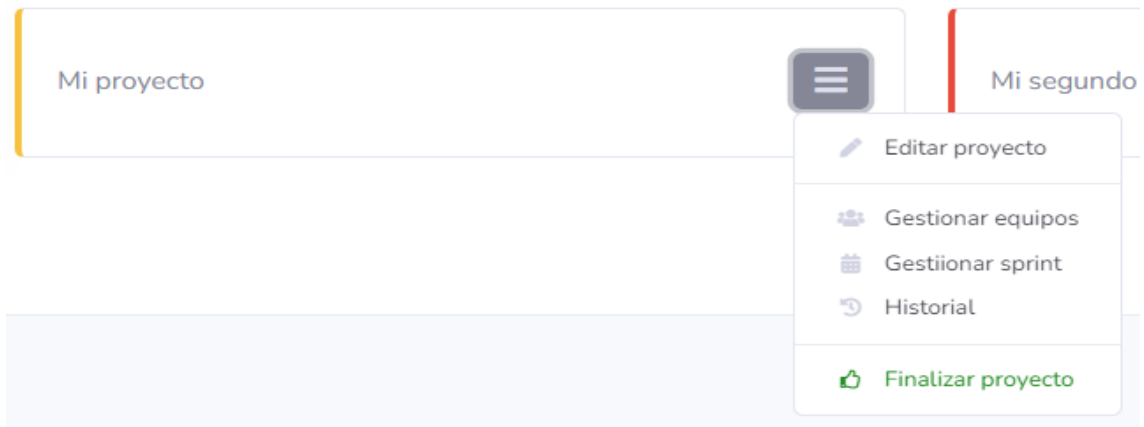 Mi proyecto
Mi segundo
Editar proyecto
Gestionar equipos
Gestiionar sprint
Historial
Finalizar proyecto